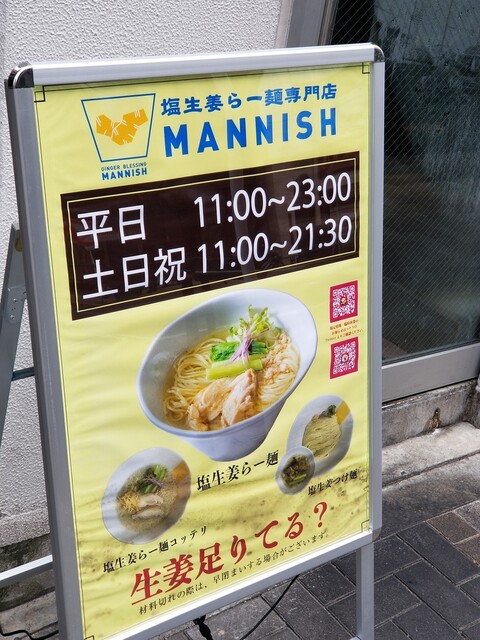 塩生姜らー麺専門店
MANNISH
GINGER BLESSING
MANNISH
平日 11:00~23:00
土日祝 11:00~21:30
塩生姜らー麺
塩生姜つけ麺
塩生姜らー麺コッテリ
生姜足りてる？
材料切れの際は、早閉まいする場合がございます。